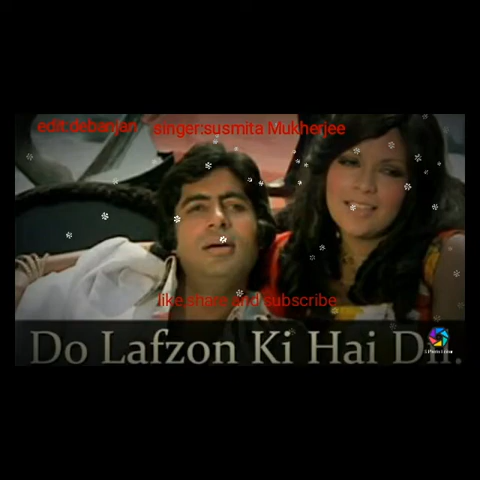 edit:debanjan singer:susmita Mukherjee
like.share and subscribe
Do Lafzon Ki Hai Dil.